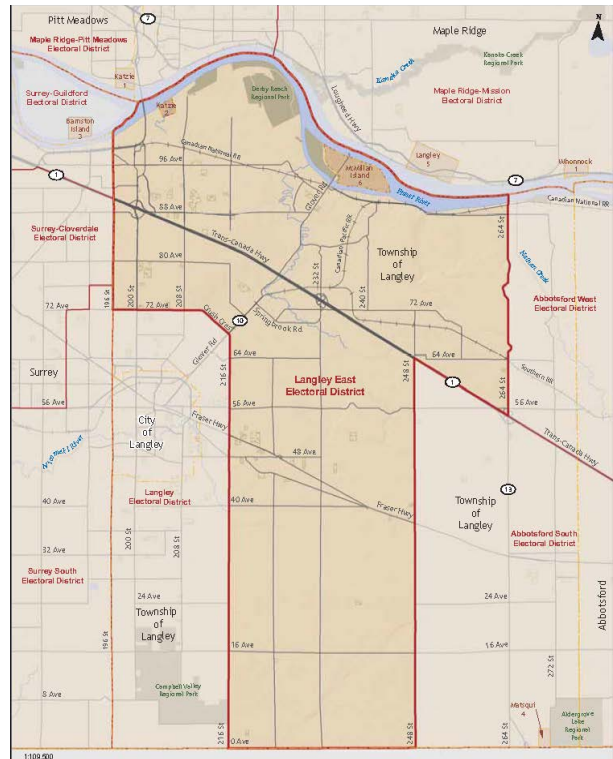 Pitt Meadows
7
Maple Ridge
N
Maple Ridge-Pitt Meadows
Electoral District
Katzie
1
Kanaka Creek
Regional Park
Kanaka Creek
Surrey-Guildford
Electoral District
Katzie
2
Derby Reach
Regional Park
Lougheed Hwy
Maple Ridge-Mission
Electoral District
Barnston
Island
3
Canadian National RR
96 Ave
Glover Rd
McMillan
Island
6
Langley
5
Whonnock
1
Fraser River
7
Canadian National RR
1
88 Ave
Surrey-Cloverdale
Electoral District
Trans-Canada Hwy
80 Ave
232 St
Canadian Pacific RR
Township
of
Langley
264 St
Nathan Creek
196 St
200 St
208 St
240 St
Abbotsford West
Electoral District
72 Ave
72 Ave
72 Ave
Crush Cres
10
Springbrook Rd
Glover Rd
Surrey
216 St
64 Ave
248 St
64 Ave
Southern RR
Langley East
Electoral District
1
264 St
56 Ave
56 Ave
56 Ave
City
of
Langley
Fraser Hwy
Trans-Canada Hwy
Nicomekl River
48 Ave
13
Langley
Electoral District
40 Ave
40 Ave
Fraser Hwy
Township
of Langley
Abbotsford South
Electoral District
200 St
208 St
32 Ave
Surrey South
Electoral District
24 Ave
24 Ave
Township
of
Langley
Abbotsford
196 St
16 Ave
16 Ave
272 St
Campbell Valley
Regional Park
8 Ave
Matsqui
4
Aldergrove
Lake
Regional
Park
216 St
0 Ave
248 St
264 St
1:109,500